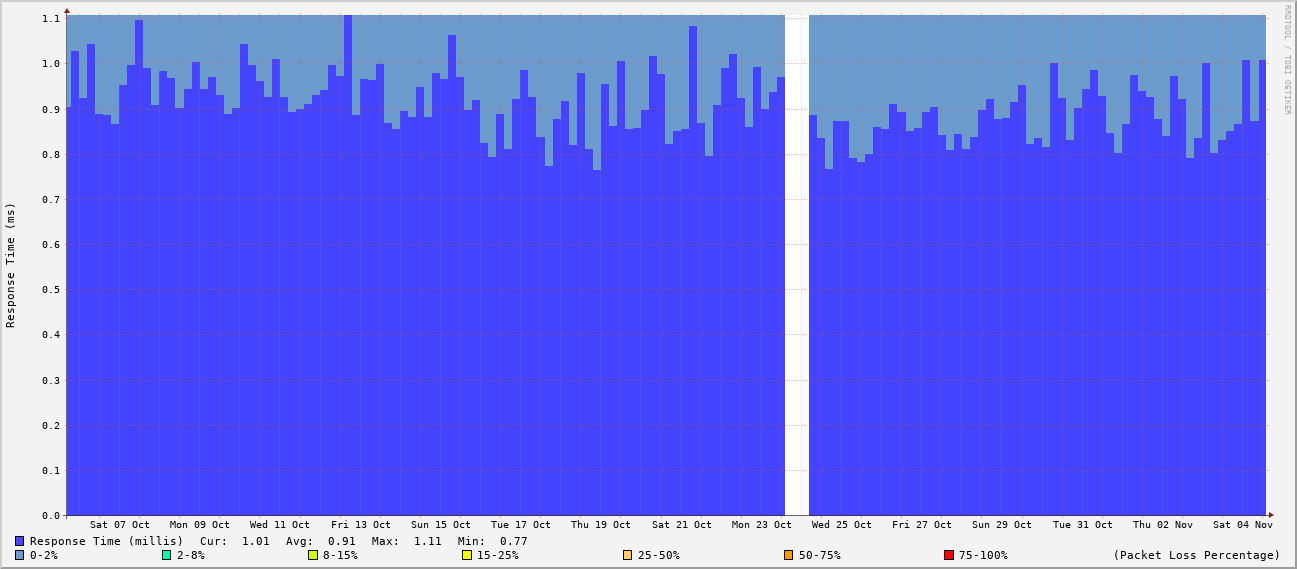 RRDTOOL / TOBI OETIKER
Response Time (ms)
1.1
1.0
0.9
0.8
0.7
0.6
0.5
0.4
0.3
0.2
0.1
0.0
Sat 07 Oct Mon 09 Oct Wed 11 Oct Fri 13 Oct Sun 15 Oct Tue 17 Oct Thu 19 Oct Sat 21 Oct Mon 23 Oct Wed 25 Oct Fri 27 Oct Sun 29 Oct Tue 31 Oct Thu 02 Nov Sat 04 Nov
Response Time (millis) Cur: 1.01 Avg: 0.91 Max: 1.11 Min: 0.77
0-2% 2-8% 8-15% 15-25% 25-50% 50-75% 75-100% (Packet Loss Percentage)